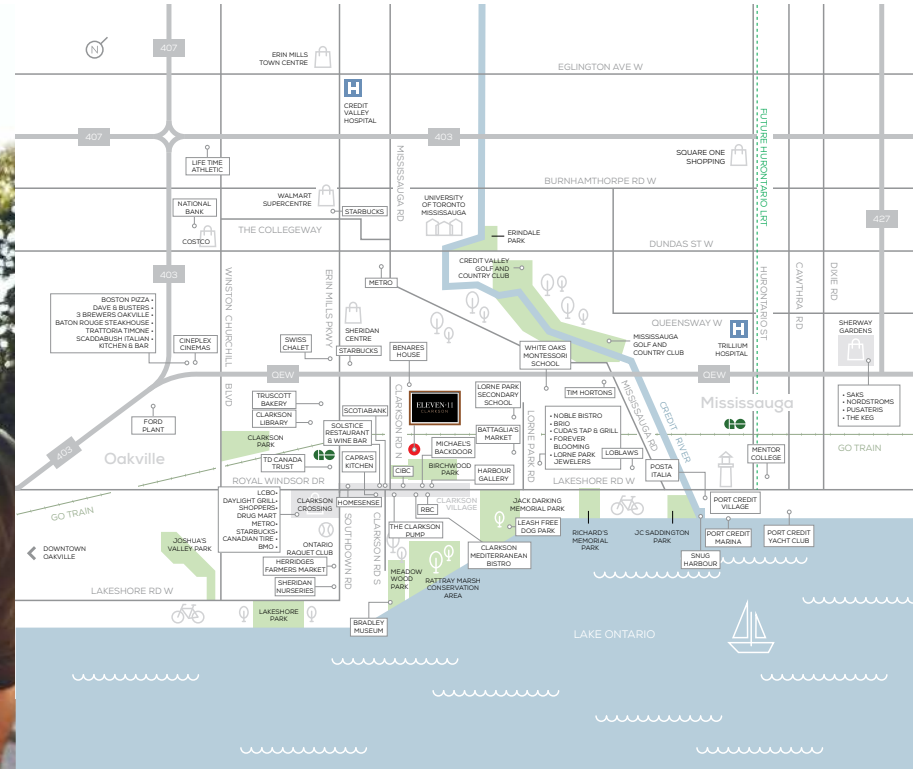 407
N
ERIN MILLS
TOWN CENTRE
EGLINGTON AVE W
H
CREDIT
VALLEY
HOSPITAL
407
403
FUTURE HURONTARIO LRT
SQUARE ONE
SHOPPING
MISSISSAUGA RD
LIFE TIME
ATHLETIC
BURNHAMTHORPE RD W
WALMART
SUPERCENTRE
STARBUCKS
UNIVERSITY
OF TORONTO
MISSISSAUGA
NATIONAL
BANK
COSTCO
427
THE COLLEGEWAY
ERINDALE
PARK
DUNDAS ST W
CREDIT VALLEY
GOLF AND
COUNTRY CLUB
403
METRO
WINSTON CHURCHILL BLVD
ERIN MILLS PKWY
HURONTARIO ST
CAWTHRA RD
DIXIE RD
BOSTON PIZZA •
DAVE & BUSTERS •
3 BREWERS OAKVILLE •
BATON ROUGE STEAKHOUSE •
TRATTORIA TIMONE •
SCADDABUSH ITALIAN •
KITCHEN & BAR
CINEPLEX
CINEMAS
SWISS
CHALET
SHERIDAN
CENTRE
STARBUCKS
BENARES
HOUSE
WHITE OAKS
MONTESSORI
SCHOOL
MISSISSAUGA
GOLF AND
COUNTRY CLUB
QUEENSWAY W
H
TRILLIUM
HOSPITAL
SHERWAY
GARDENS
QEW
QEW
TRUSCOTT
BAKERY
CLARKSON
LIBRARY
SCOTIABANK
CLARKSON RD N
ELEVEN·11
CLARKSON
LORNE PARK
SECONDARY
SCHOOL
TIM HORTONS
MISSISSAUGA RD
CREDIT RIVER
Mississauga
• SAKS
• NORDSTROMS
• PUSATERIS
• THE KEG
FORD
PLANT
403
Oakville
CLARKSON
PARK
SOLSTICE
RESTAURANT
& WINE BAR
BATTAGLIA'S
MARKET
LORNE PARK RD
• NOBLE BISTRO
• BRIO
• CUDA'S TAP & GRILL
• FOREVER
BLOOMING
• LORNE PARK
JEWELERS
LOBLAWS
MICHAEL'S
BACKDOOR
GO
GO TRAIN
MENTOR
COLLEGE
TD CANADA
TRUST
GO
CAPRA'S
KITCHEN
CIBC
BIRCHWOOD
PARK
HARBOUR
GALLERY
POSTA
ITALIA
ROYAL WINDSOR DR
LAKESHORE RD W
GO TRAIN
LCBO•
DAYLIGHT GRILL•
SHOPPERS•
DRUG MART
METRO•
STARBUCKS•
CANADIAN TIRE •
BMO •
CLARKSON
CROSSING
HOMESENSE
RBC
CLARKSON
VILLAGE
JACK DARKING
MEMORIAL PARK
LEASH FREE
DOG PARK
RICHARD'S
MEMORIAL
PARK
JC SADDINGTON
PARK
PORT CREDIT
VILLAGE
PORT CREDIT
MARINA
PORT CREDIT
YACHT CLUB
SNUG
HARBOUR
DOWNTOWN
OAKVILLE
JOSHUA'S
VALLEY PARK
ONTARIO
RAQUET CLUB
SOUTHDOWN RD
CLARKSON RD S
THE CLARKSON
PUMP
CLARKSON
MEDITERRANEAN
BISTRO
HERRIDGES
FARMERS MARKET
SHERIDAN
NURSERIES
MEADOW
WOOD
PARK
RATTRAY MARSH
CONSERVATION
AREA
LAKESHORE RD W
LAKESHORE
PARK
BRADLEY
MUSEUM
LAKE ONTARIO